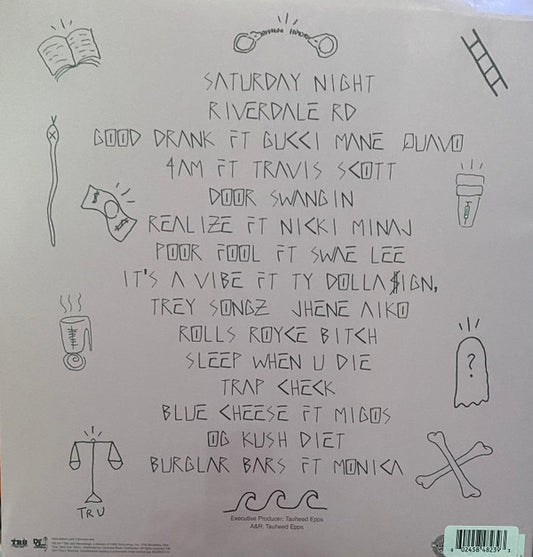 SATURDAY NIGHT
RIVERDALE RD
GOOD DRANK FT GUCCI MANE QUAVO
4AM FT TRAVIS SCOTT
DOOR SWANGIN
REALIZE FT NICKI MINAJ
POOR FOOL FT SWAE LEE
IT'S A VIBE FT TY DOLLA $IGN,
TREY SONGZ JHENE AIKO
ROLLS ROYCE BITCH
SLEEP WHEN U DIE
TRAP CHECK
BLUE CHEESE FT MIGOS
OG KUSH DIET
BURGLAR BARS FT MONICA
$ $
?
TRU
Executive Producer: Tauheed Epps
A&R: Tauheed Epps
TRU Def